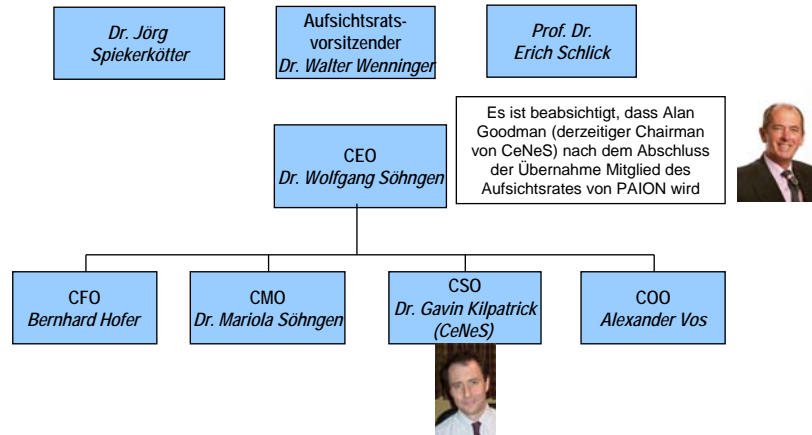 Dr. Jörg
Spiekerkötter
Aufsichtsrats-
vorsitzender
Dr. Walter Wenninger
Prof. Dr.
Erich Schlick
Es ist beabsichtigt, dass Alan
Goodman (derzeitiger Chairman
von CeNeS) nach dem Abschluss
der Übernahme Mitglied des
Aufsichtsrates von PAION wird
CEO
Dr. Wolfgang Söhngen
CFO
Bernhard Hofer
CMO
Dr. Mariola Söhngen
CSO
Dr. Gavin Kilpatrick
(CeNeS)
COO
Alexander Vos